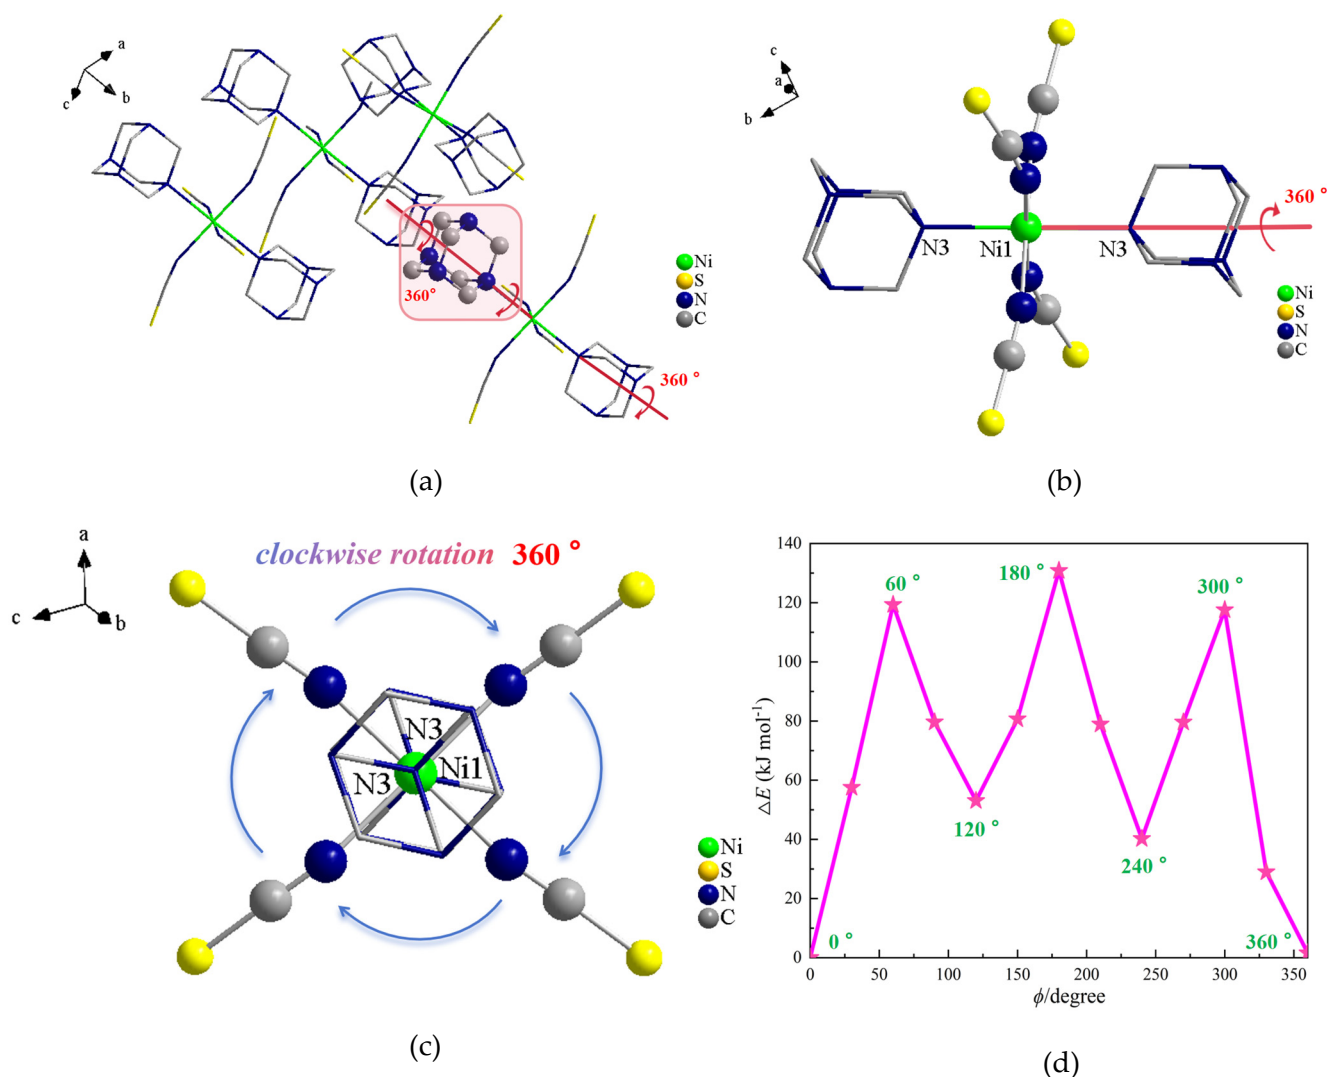 a
c
b
360°
360 °
Ni
S
N
C
(a)
c
a
b
360 °
N3
Ni1
N3
Ni
S
N
C
(b)
clockwise rotation 360 °
a
c
b
N3
N3
Ni1
Ni
S
N
C
(c)
140
120
100
80
60
40
20
0
△E (kJ mol⁻¹)
60 °
180 °
300 °
120 °
240 °
0 °
360 °
0
50
100
150
200
250
300
350
ϕ/degree
(d)